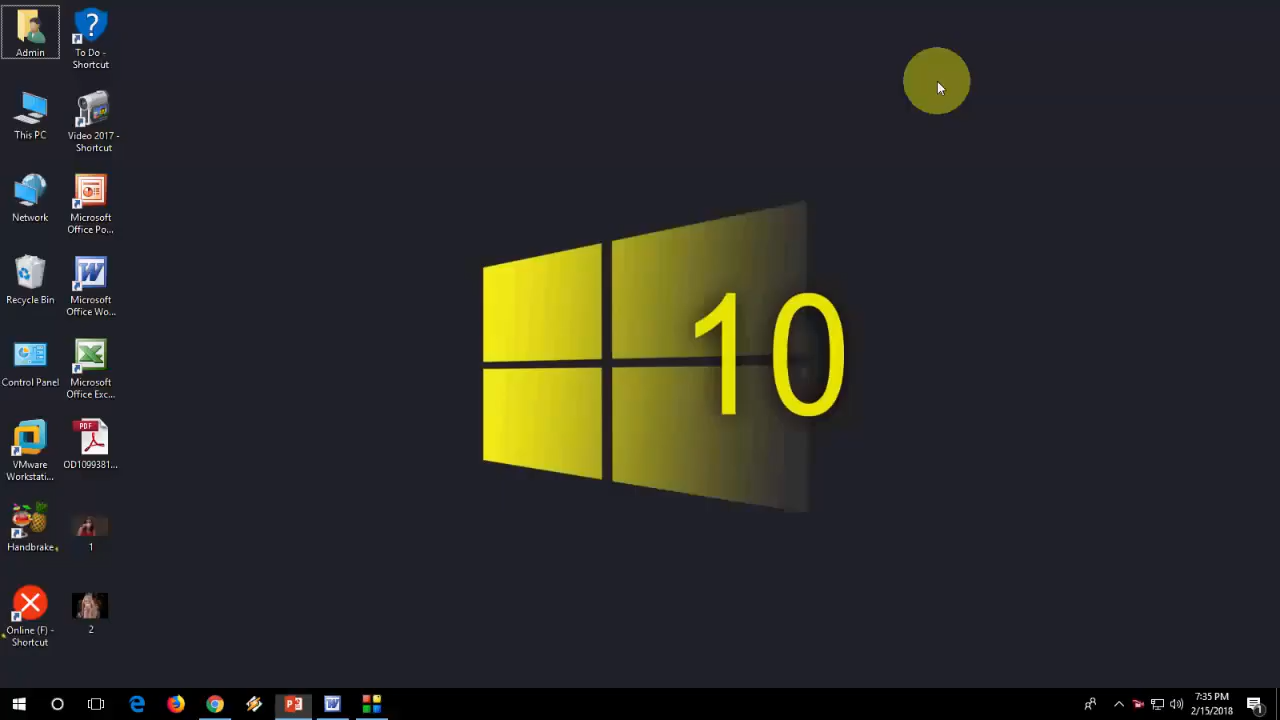 Admin
To Do -
Shortcut
This PC
Video 2017 -
Shortcut
Network
Microsoft
Office Po...
Recycle Bin
Microsoft
Office Wo...
Control Panel
Microsoft
Office Exc...
VMware
Workstati...
PDF
OD1099381...
Handbrake
1
Online (F) -
Shortcut
2
10
7:35 PM
2/15/2018
1